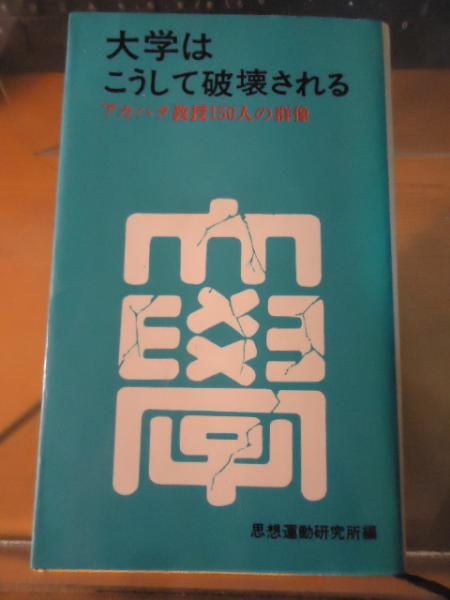 大学は
こうして破壊される
アカハタ教授150人の群像
大學
思想運動研究所編